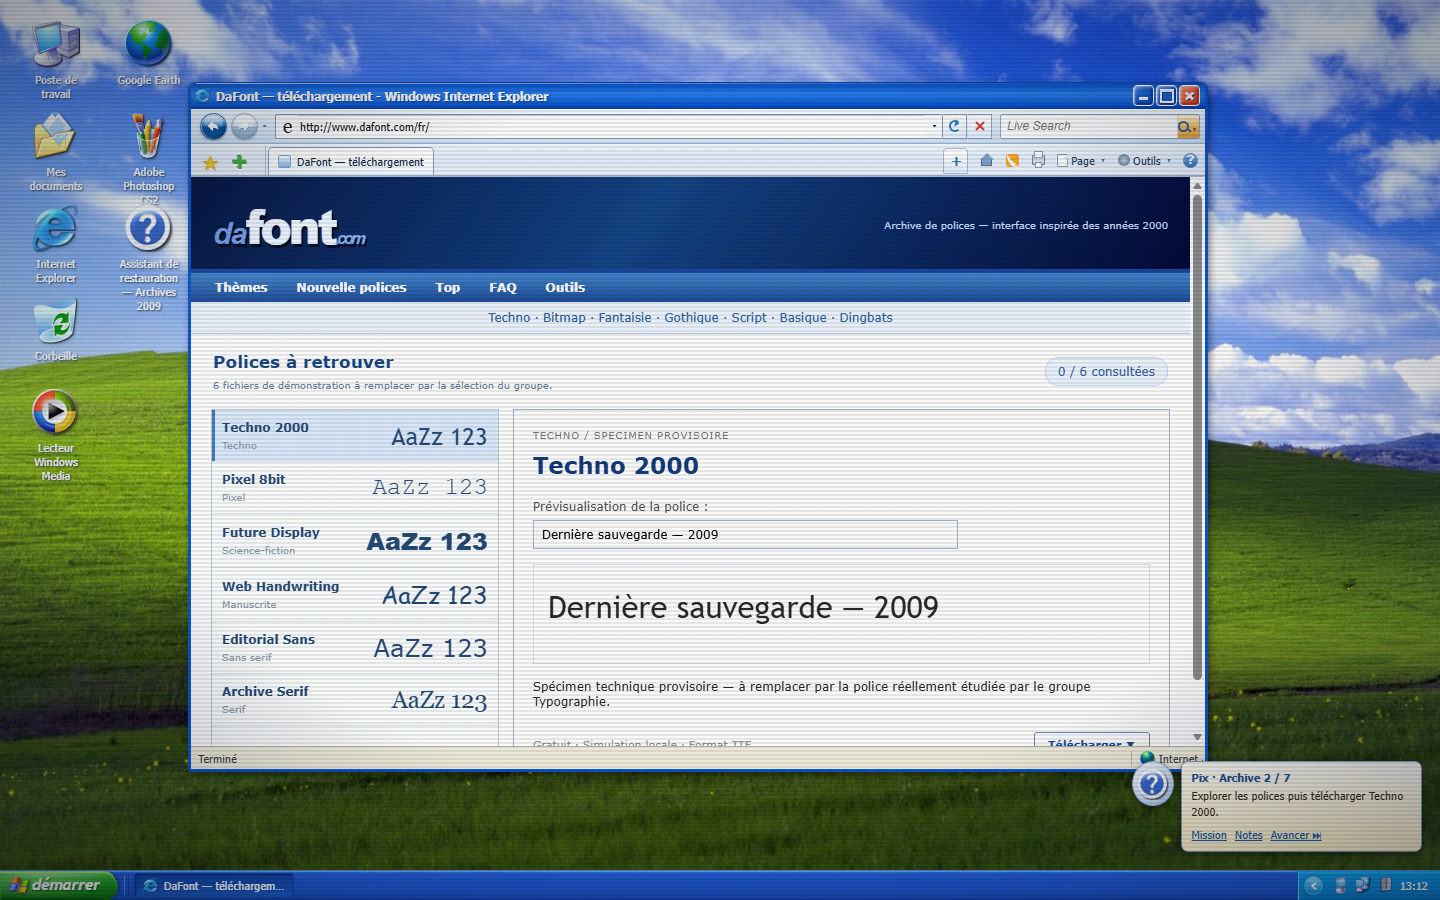 Poste de
travail
Google Earth
Mes
documents
Adobe
Photoshop
CS2
Internet
Explorer
Assistant de
restauration
— Archives
2009
Corbeille
Lecteur
Windows
Media
DaFont — téléchargement - Windows Internet Explorer
http://www.dafont.com/fr/
Live Search
DaFont — téléchargement
Page
Outils
dafont.com
Archive de polices — interface inspirée des années 2000
Thèmes
Nouvelle polices
Top
FAQ
Outils
Techno · Bitmap · Fantaisie · Gothique · Script · Basique · Dingbats
Polices à retrouver
6 fichiers de démonstration à remplacer par la sélection du groupe.
0 / 6 consultées
Techno 2000
Techno
AaZz 123
Pixel 8bit
Pixel
AaZz 123
Future Display
Science-fiction
AaZz 123
Web Handwriting
Manuscrite
AaZz 123
Editorial Sans
Sans serif
AaZz 123
Archive Serif
Serif
AaZz 123
TECHNO / SPECIMEN PROVISOIRE
Techno 2000
Prévisualisation de la police :
Dernière sauvegarde — 2009
Dernière sauvegarde — 2009
Spécimen technique provisoire — à remplacer par la police réellement étudiée par le groupe
Typographie.
Gratuit · Simulation locale · Format TTF
Télécharger ▼
Terminé
Internet
Pix · Archive 2 / 7
Explorer les polices puis télécharger Techno
2000.
Mission Notes Avancer ⏭
démarrer
DaFont — téléchargem...
13:12